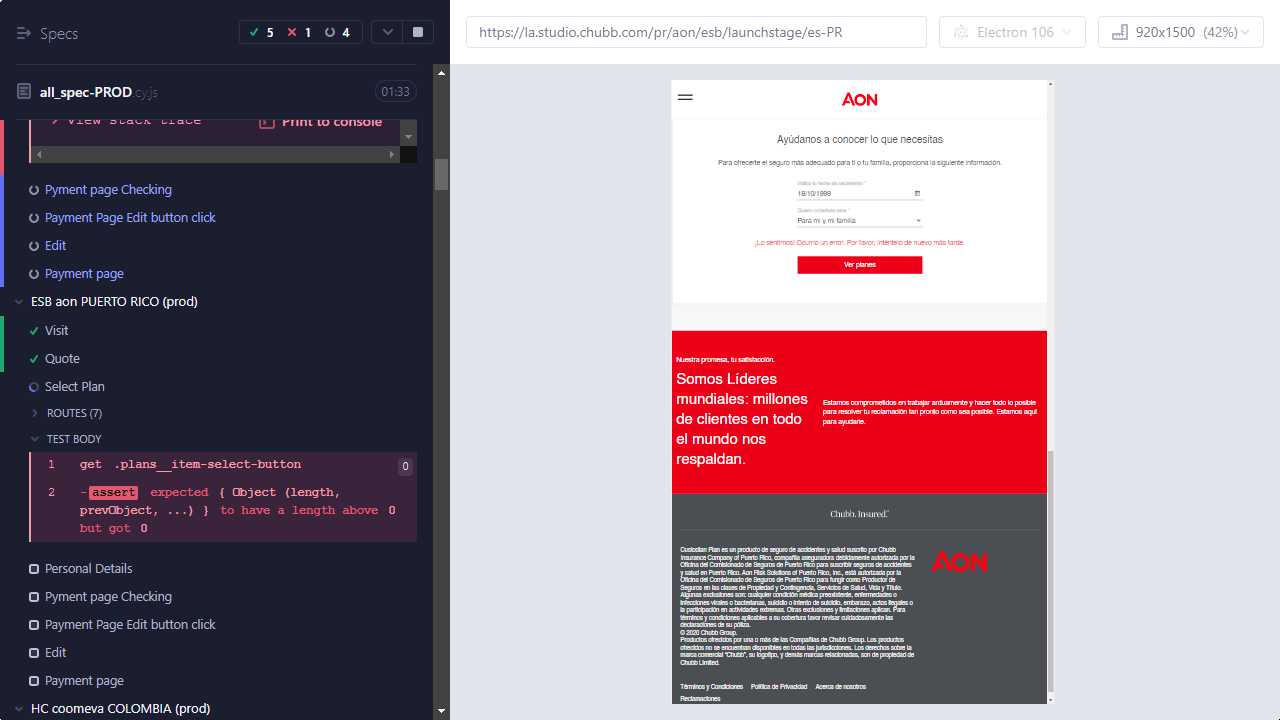 Specs
5
1
4
all_spec-PROD.cy.js
01:33
View stack trace
Print to console
Pyment page Checking
Payment Page Edit button click
Edit
Payment page
ESB aon PUERTO RICO (prod)
Visit
Quote
Select Plan
ROUTES (7)
TEST BODY
1 get .plans__item-select-button 0
2 -assert expected { Object (length,
prevObject, ...) } to have a length above 0
but got 0
Personal Details
Pyment page Checking
Payment Page Edit button click
Edit
Payment page
HC coomeva COLOMBIA (prod)
https://la.studio.chubb.com/pr/aon/esb/launchstage/es-PR
Electron 106
920x1500 (42%)
AON
Ayúdanos a conocer lo que necesitas
Para ofrecerte el seguro más adecuado para ti o tu familia, proporciona la siguiente información.
Indica tu fecha de nacimiento *
18/10/1999
Quiero cobertura para: *
Para mí y mi familia
¡Lo sentimos! Ocurrio un error. Por favor, inténtelo de nuevo más tarde.
Ver planes
Nuestra promesa, tu satisfacción.
Somos Líderes
mundiales: millones
de clientes en todo
el mundo nos
respaldan.
Estamos comprometidos en trabajar arduamente y hacer todo lo posible
para resolver tu reclamación tan pronto como sea posible. Estamos aquí
para ayudarle.
Chubb. Insured.
Custodian Plan es un producto de seguro de accidentes y salud suscrito por Chubb
Insurance Company of Puerto Rico, compañía aseguradora debidamente autorizada por la
Oficina del Comisionado de Seguros de Puerto Rico para suscribir seguros de accidentes
y salud en Puerto Rico. Aon Risk Solutions of Puerto Rico, Inc., está autorizada por la
Oficina del Comisionado de Seguros de Puerto Rico para fungir como Productor de
Seguros en las clases de Propiedad y Contingencia, Servicios de Salud, Vida y Título.
Algunas exclusiones son: cualquier condición médica preexistente, enfermedades o
infecciones virales o bacterianas, suicidio o intento de suicidio, embarazo, actos ilegales o
la participación en actividades extremas. Otras exclusiones y limitaciones aplican. Para
términos y condiciones aplicables a su cobertura favor revisar cuidadosamente las
declaraciones de su póliza.
© 2020 Chubb Group.
Productos ofrecidos por una o más de las Compañías de Chubb Group. Los productos
ofrecidos no se encuentran disponibles en todas las jurisdicciones. Los derechos sobre la
marca comercial "Chubb", su logotipo, y demás marcas relacionadas, son de propiedad de
Chubb Limited.
AON
Términos y Condiciones Política de Privacidad Acerca de nosotros
Reclamaciones